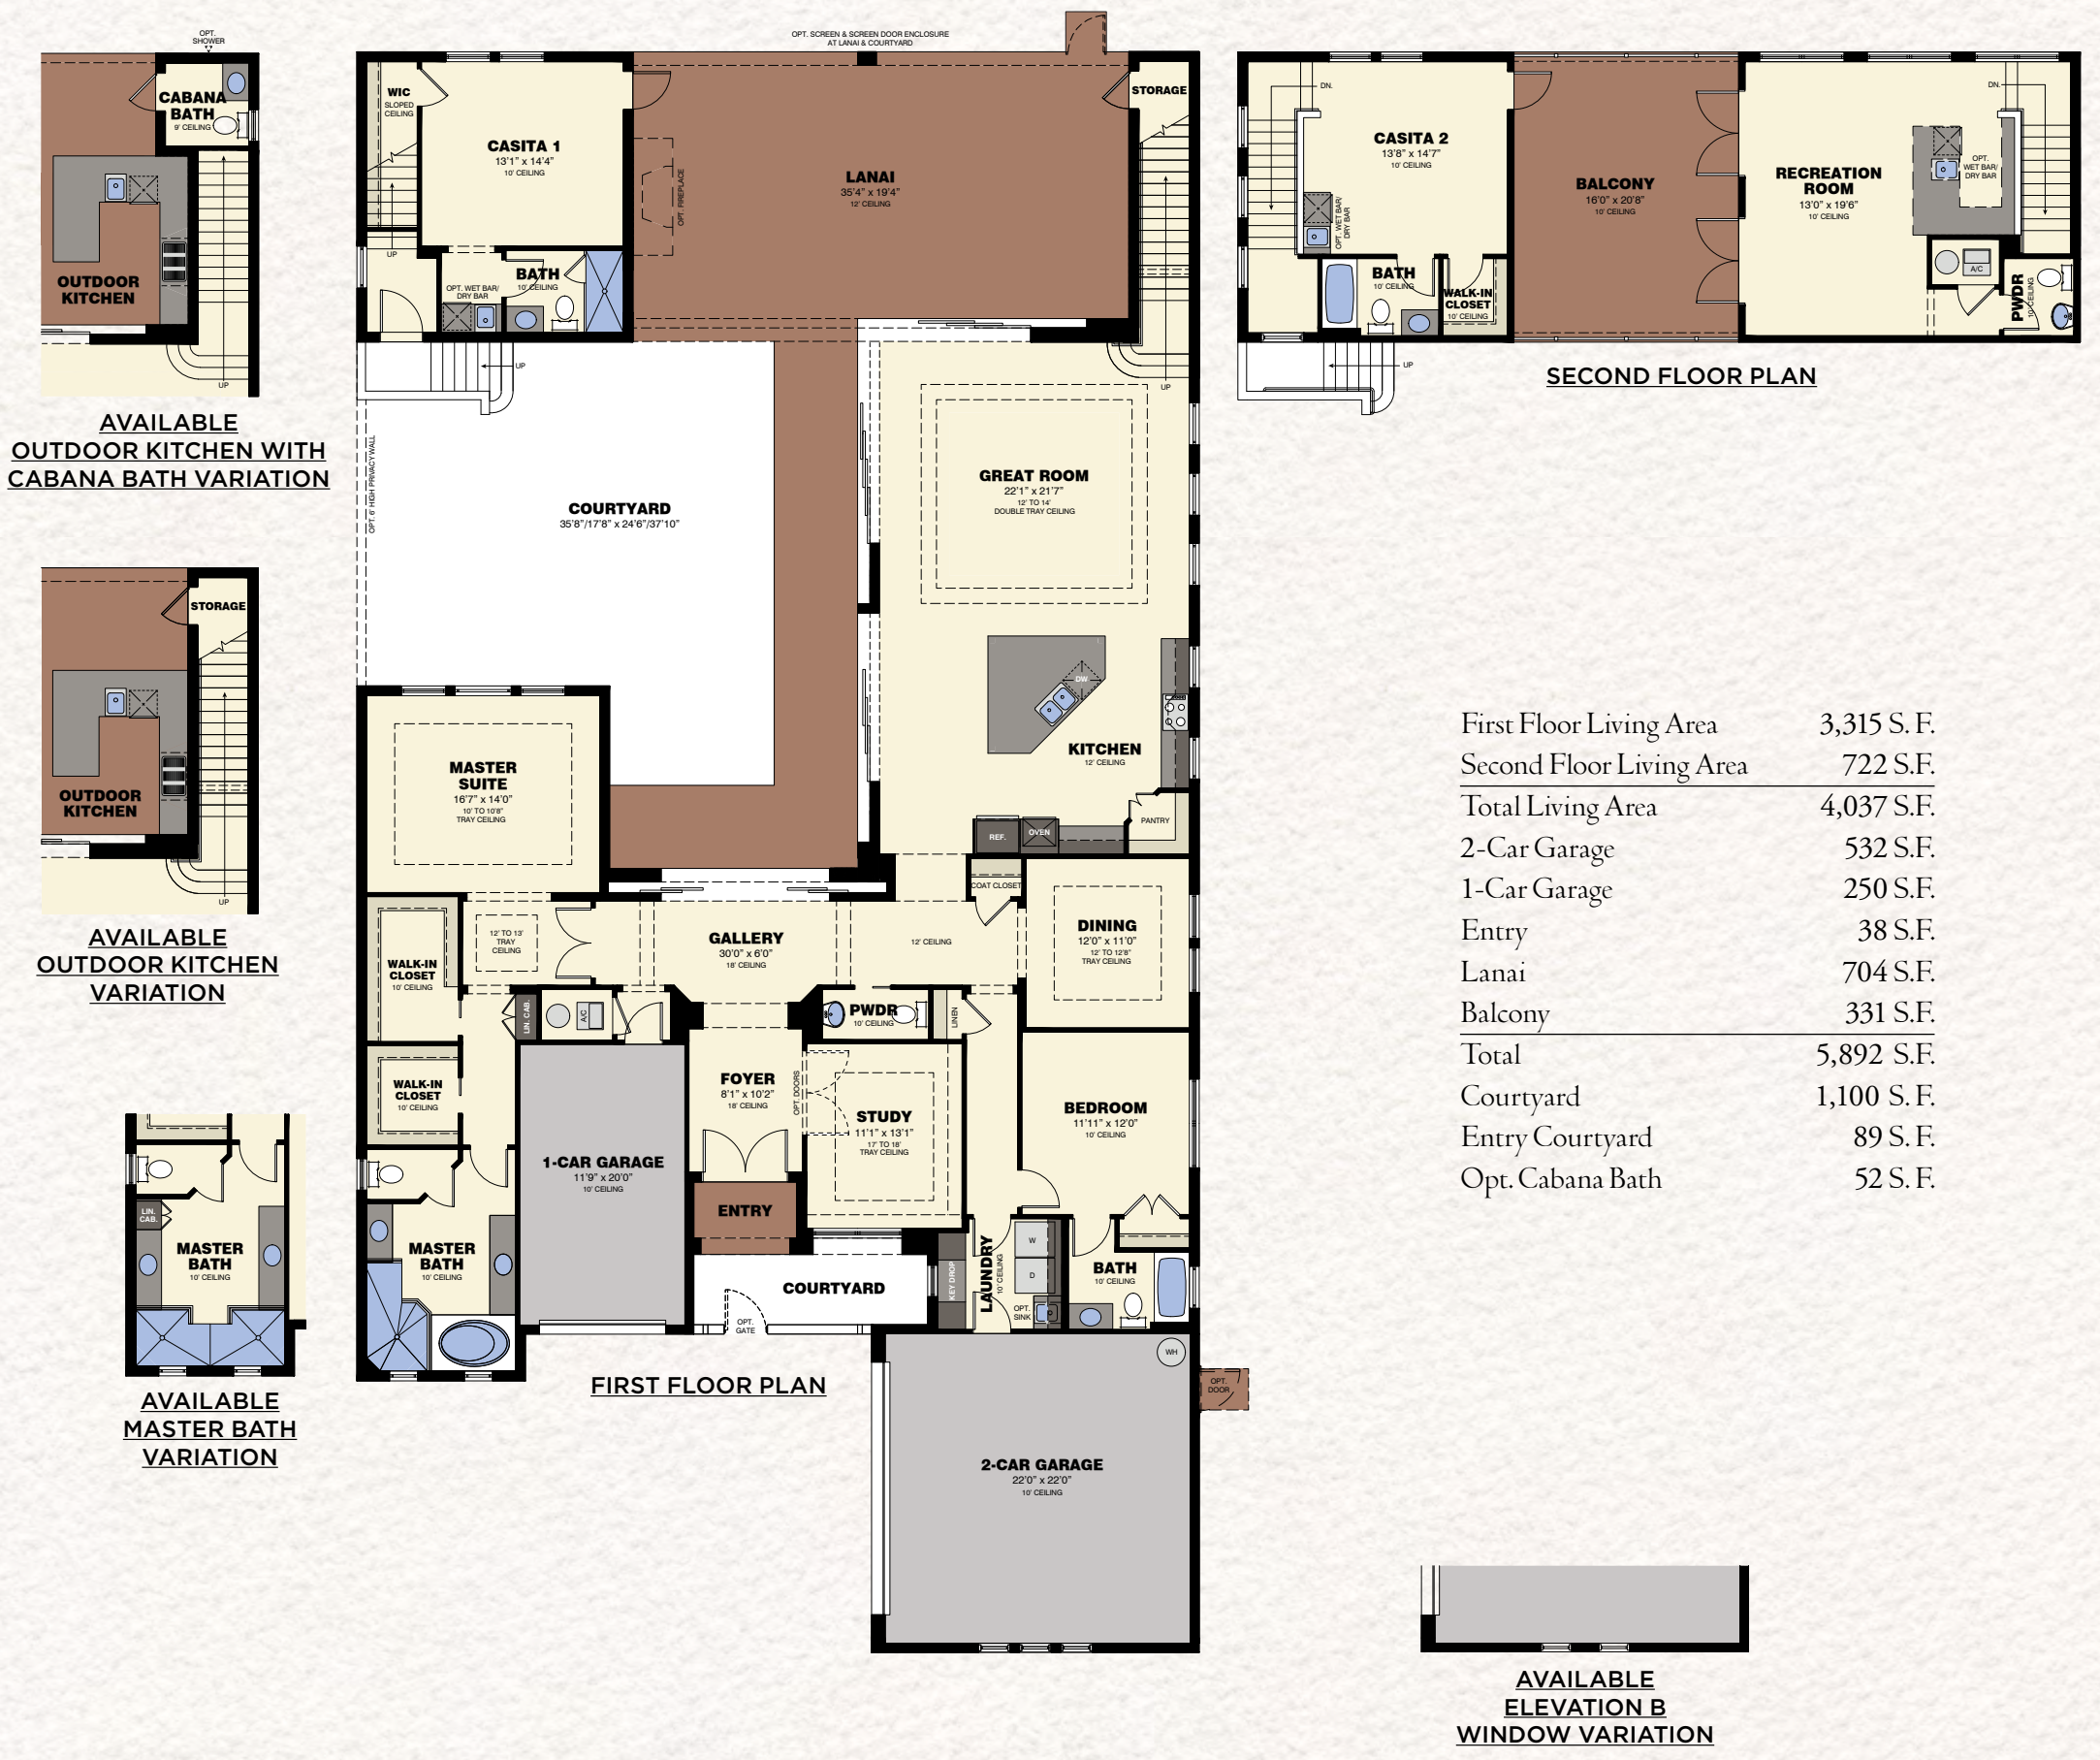 OPT.
SHOWER
CABANA
BATH
9' CEILING
OUTDOOR
KITCHEN
UP
AVAILABLE
OUTDOOR KITCHEN WITH
CABANA BATH VARIATION
STORAGE
OUTDOOR
KITCHEN
UP
AVAILABLE
OUTDOOR KITCHEN
VARIATION
LIN.
CAB.
MASTER
BATH
10' CEILING
AVAILABLE
MASTER BATH
VARIATION
OPT. SCREEN & SCREEN DOOR ENCLOSURE
AT LANAI & COURTYARD
WIC
SLOPED
CEILING
CASITA 1
13'1" x 14'4"
10' CEILING
UP
OPT. WET BAR/
DRY BAR
BATH
10' CEILING
OPT. FIREPLACE
LANAI
35'4" x 19'4"
12' CEILING
STORAGE
UP
UP
OPT. 6' HIGH PRIVACY WALL
COURTYARD
35'8"/17'8" x 24'6"/37'10"
GREAT ROOM
22'1" x 21'7"
12' TO 14'
DOUBLE TRAY CEILING
DW
KITCHEN
12' CEILING
REF.
OVEN
PANTRY
MASTER
SUITE
16'7" x 14'0"
10' TO 10'8"
TRAY CEILING
COAT CLOSET
WALK-IN
CLOSET
10' CEILING
12' TO 13'
TRAY
CEILING
GALLERY
30'0" x 6'0"
18' CEILING
12' CEILING
DINING
12'0" x 11'0"
12' TO 12'8"
TRAY CEILING
LIN. CAB.
A/C
PWDR
10' CEILING
LINEN
WALK-IN
CLOSET
10' CEILING
FOYER
8'1" x 10'2"
18' CEILING
OPT. DOORS
STUDY
11'1" x 13'1"
17' TO 18'
TRAY CEILING
BEDROOM
11'11" x 12'0"
10' CEILING
1-CAR GARAGE
11'9" x 20'0"
10' CEILING
ENTRY
MASTER
BATH
10' CEILING
COURTYARD
OPT.
GATE
KEY DROP
LAUNDRY
10' CEILING
W
D
OPT.
SINK
BATH
10' CEILING
WH
OPT.
DOOR
FIRST FLOOR PLAN
2-CAR GARAGE
22'0" x 22'0"
10' CEILING
DN.
CASITA 2
13'8" x 14'7"
10' CEILING
OPT. WET BAR/
DRY BAR
BATH
10' CEILING
WALK-IN
CLOSET
10' CEILING
UP
BALCONY
16'0" x 20'8"
10' CEILING
RECREATION
ROOM
13'0" x 19'6"
10' CEILING
DN.
OPT.
WET BAR/
DRY BAR
A/C
PWDR
10' CEILING
SECOND FLOOR PLAN
First Floor Living Area 3,315 S. F.
Second Floor Living Area 722 S.F.
Total Living Area 4,037 S.F.
2-Car Garage 532 S.F.
1-Car Garage 250 S.F.
Entry 38 S.F.
Lanai 704 S.F.
Balcony 331 S.F.
Total 5,892 S.F.
Courtyard 1,100 S. F.
Entry Courtyard 89 S. F.
Opt. Cabana Bath 52 S. F.
AVAILABLE
ELEVATION B
WINDOW VARIATION